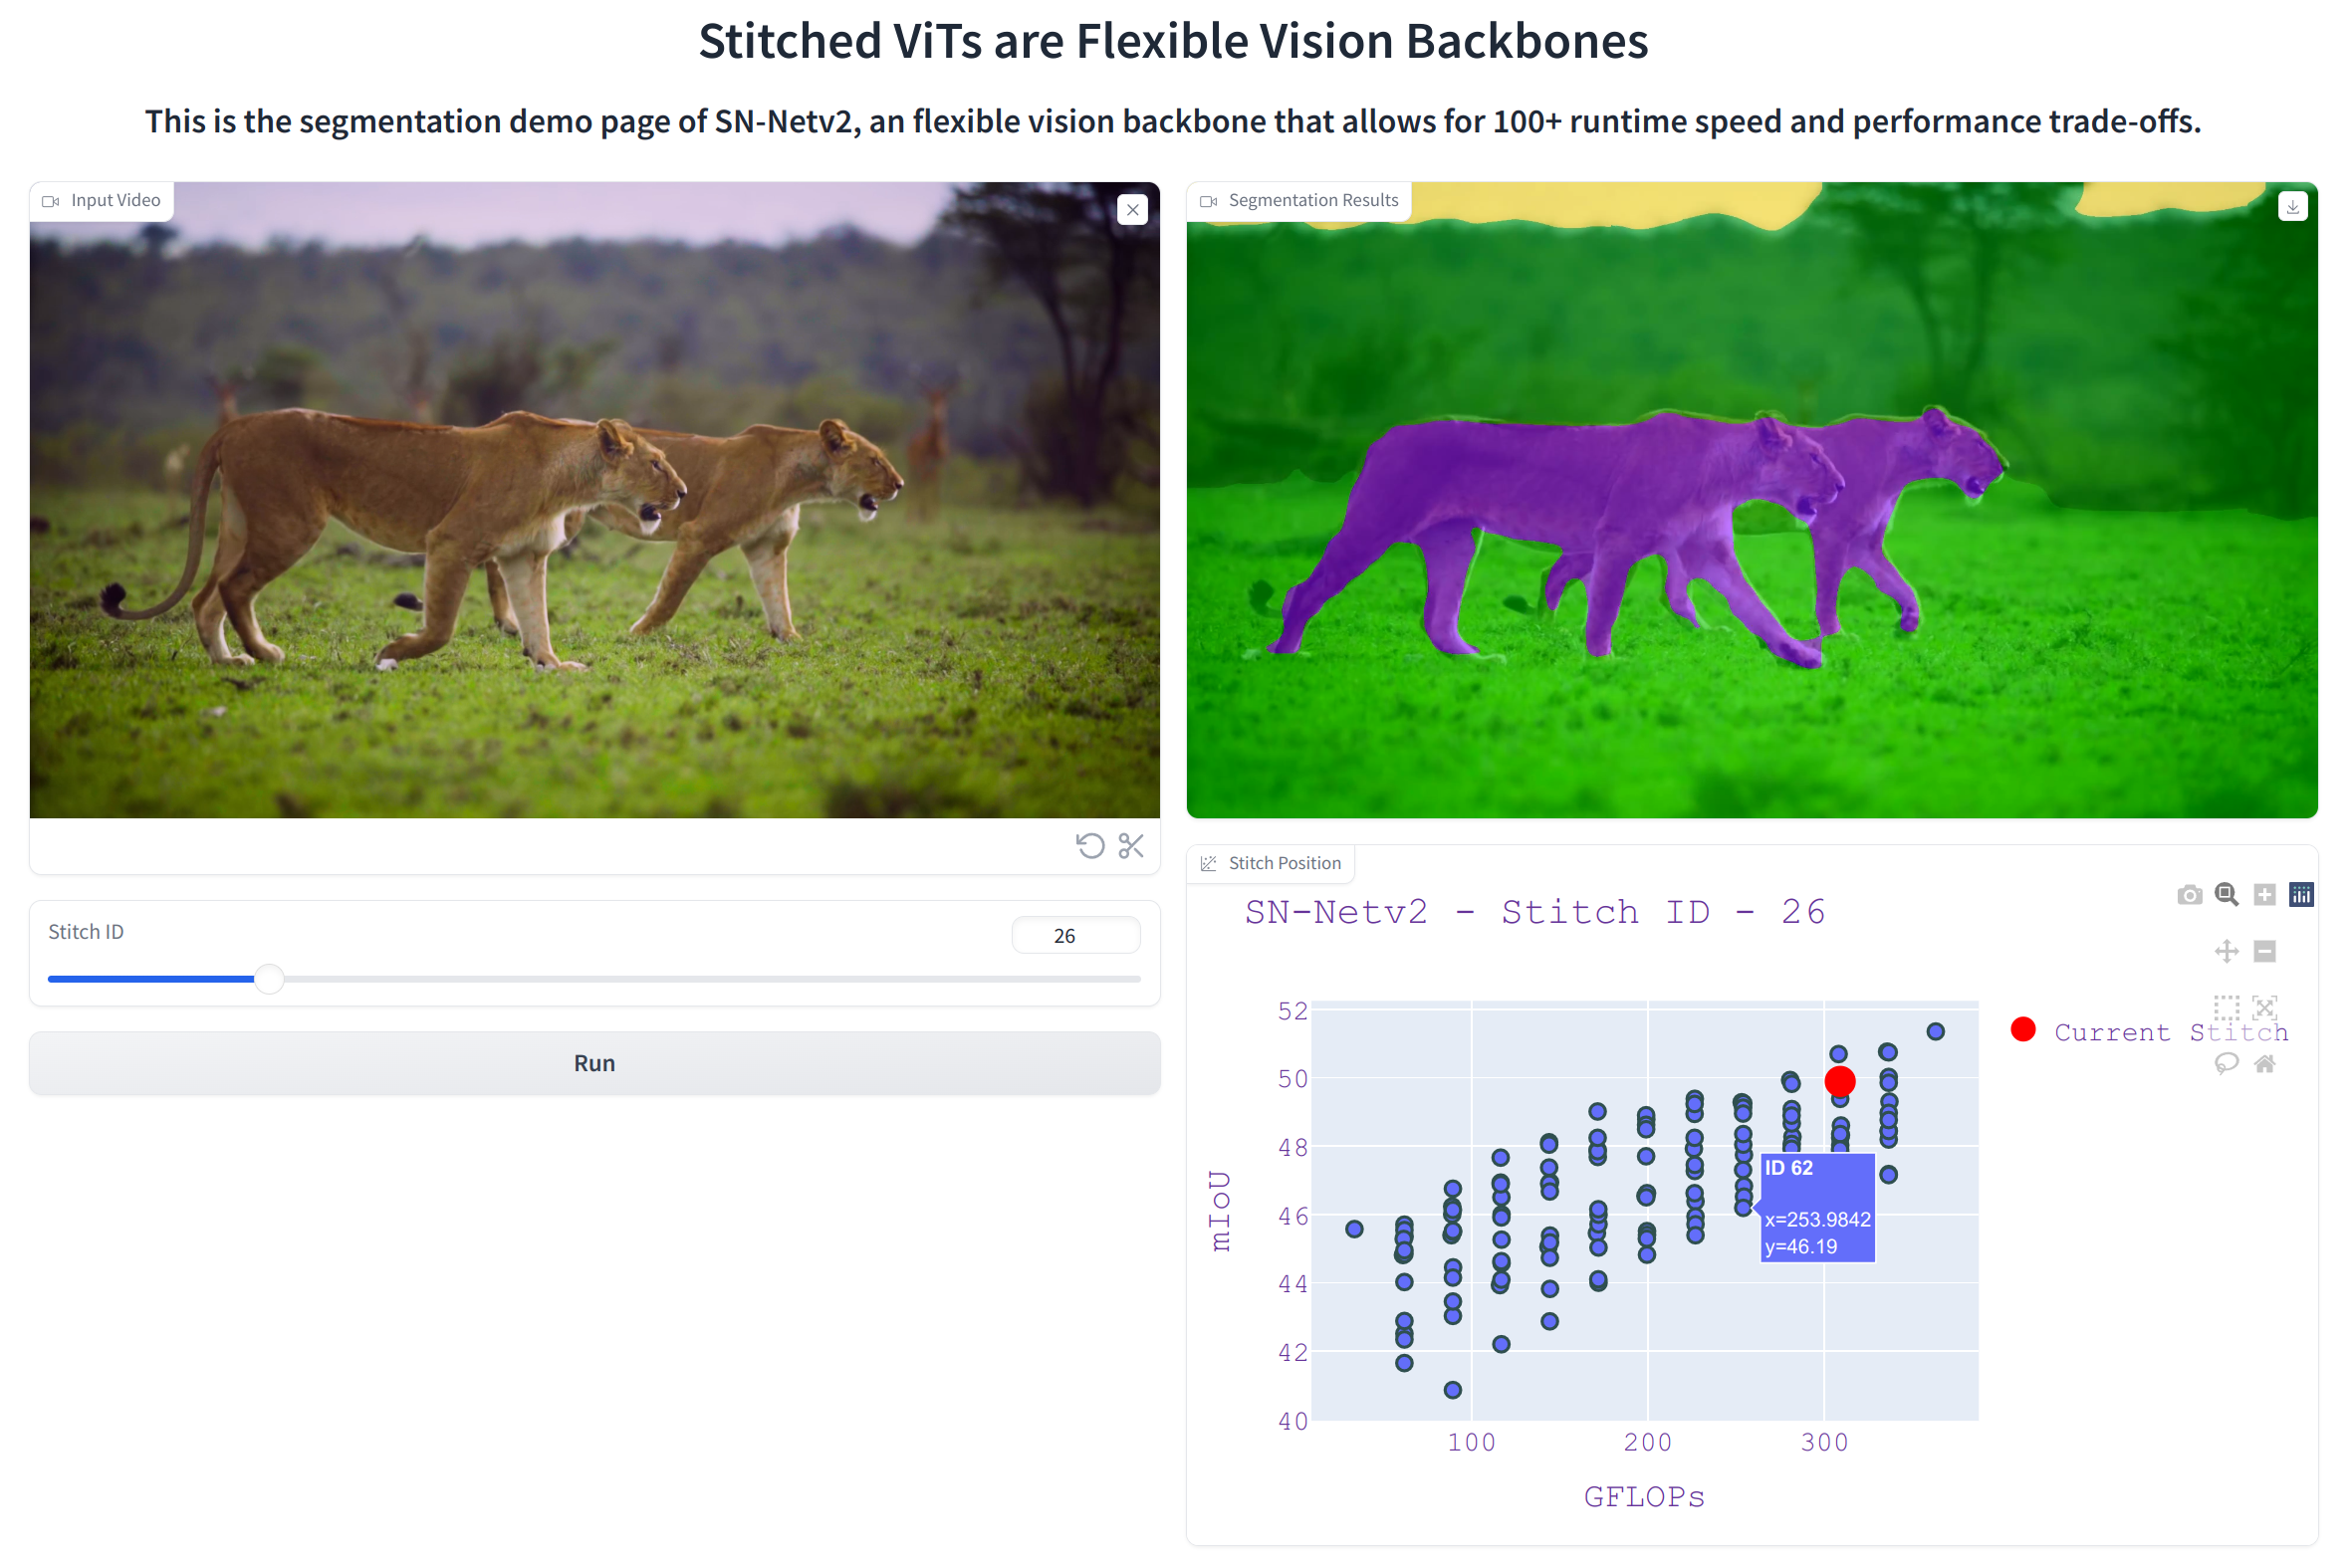 Stitched ViTs are Flexible Vision Backbones
This is the segmentation demo page of SN-Netv2, an flexible vision backbone that allows for 100+ runtime speed and performance trade-offs.
Input Video
Segmentation Results
Stitch ID
26
Run
Stitch Position
SN-Netv2 - Stitch ID - 26
52
50
48
46
44
42
40
mIoU
Current Stitch
ID 62
x=253.9842
y=46.19
100
200
300
GFLOPs